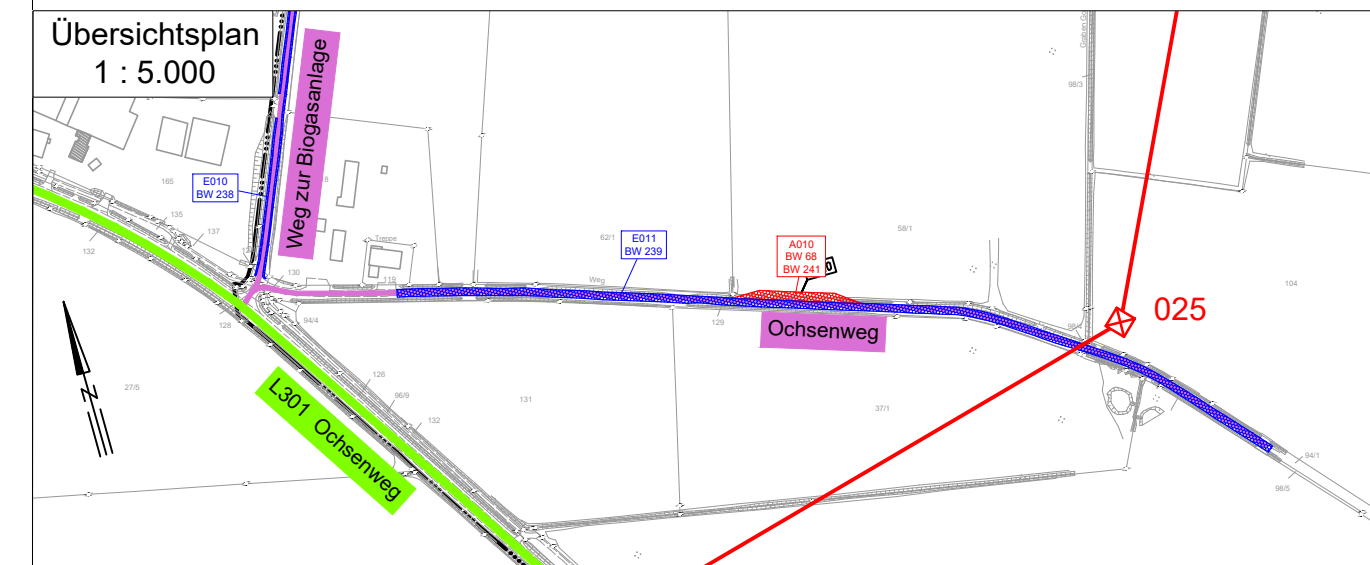 Übersichtsplan
1 : 5.000
Weg zur Biogasanlage
E010
BW 238
165
135
137
132
130
119
128
94/4
Treppe
62/1
Weg
E011
BW 239
A010
BW 68
BW 241
58/1
98/3
104
025
129
Ochsenweg
98/4
27/5
L301 Ochsenweg
126
96/9
132
131
37/1
94/1
98/5
N